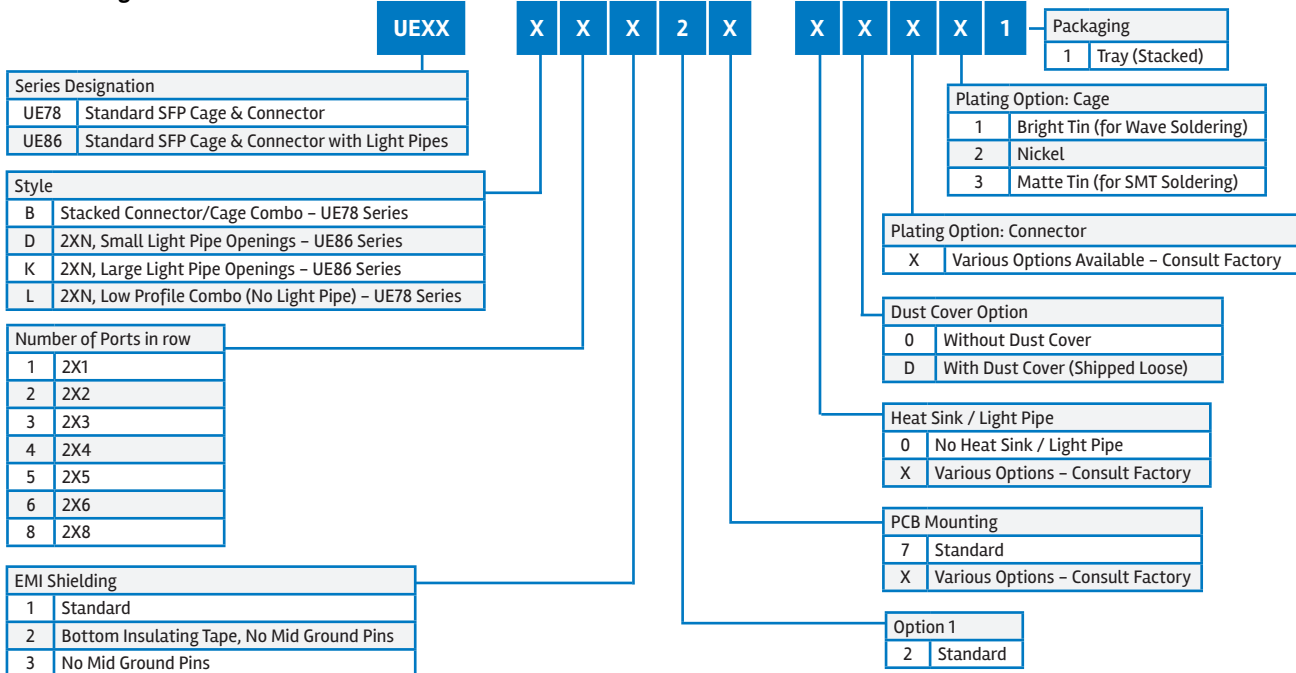 UEXX X X X 2 X X X X X 1
Packaging
1 Tray (Stacked)
Series Designation
UE78 Standard SFP Cage & Connector
UE86 Standard SFP Cage & Connector with Light Pipes
Plating Option: Cage
1 Bright Tin (for Wave Soldering)
2 Nickel
3 Matte Tin (for SMT Soldering)
Style
B Stacked Connector/Cage Combo – UE78 Series
D 2XN, Small Light Pipe Openings – UE86 Series
K 2XN, Large Light Pipe Openings – UE86 Series
L 2XN, Low Profile Combo (No Light Pipe) – UE78 Series
Plating Option: Connector
X Various Options Available – Consult Factory
Dust Cover Option
0 Without Dust Cover
D With Dust Cover (Shipped Loose)
Number of Ports in row
1 2X1
2 2X2
3 2X3
4 2X4
5 2X5
6 2X6
8 2X8
Heat Sink / Light Pipe
0 No Heat Sink / Light Pipe
X Various Options – Consult Factory
PCB Mounting
7 Standard
X Various Options – Consult Factory
EMI Shielding
1 Standard
2 Bottom Insulating Tape, No Mid Ground Pins
3 No Mid Ground Pins
Option 1
2 Standard